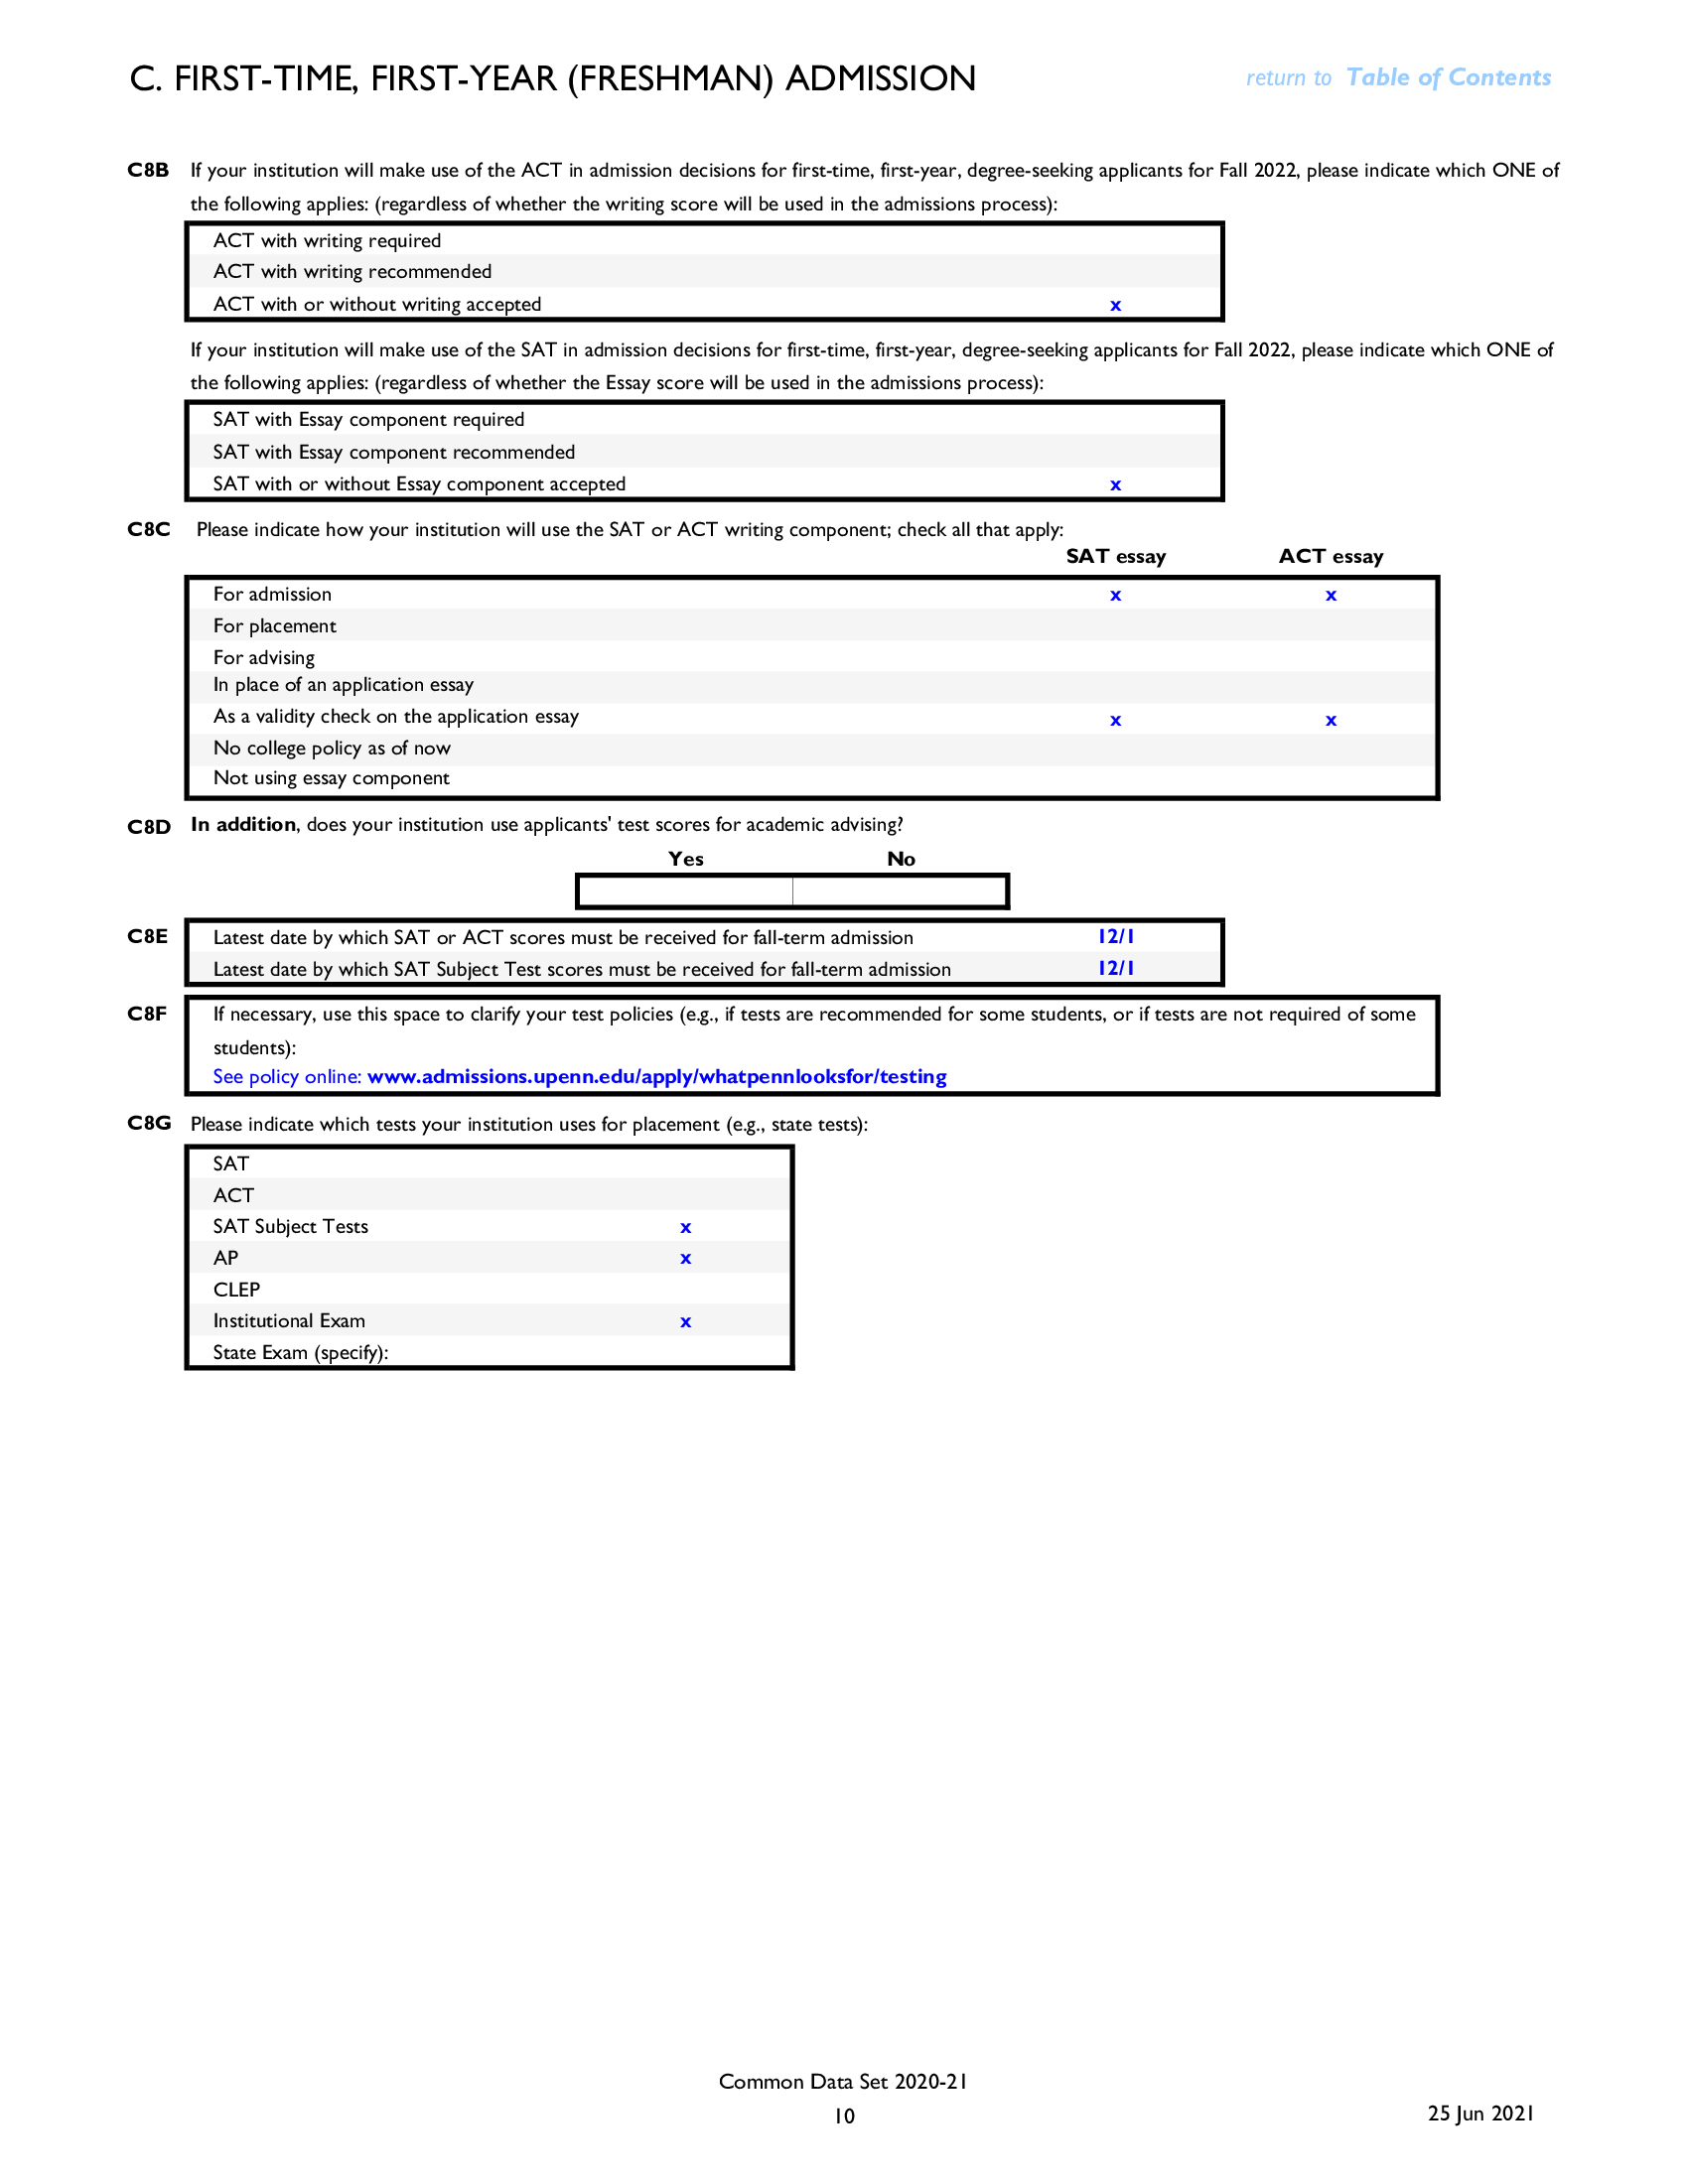 C. FIRST-TIME, FIRST-YEAR (FRESHMAN) ADMISSION return to Table of Contents
C8B If your institution will make use of the ACT in admission decisions for first-time, first-year, degree-seeking applicants for Fall 2022, please indicate which ONE of
the following applies: (regardless of whether the writing score will be used in the admissions process):
ACT with writing required
ACT with writing recommended
ACT with or without writing accepted x
If your institution will make use of the SAT in admission decisions for first-time, first-year, degree-seeking applicants for Fall 2022, please indicate which ONE of
the following applies: (regardless of whether the Essay score will be used in the admissions process):
SAT with Essay component required
SAT with Essay component recommended
SAT with or without Essay component accepted x
C8C Please indicate how your institution will use the SAT or ACT writing component; check all that apply:
SAT essay ACT essay
For admission x x
For placement
For advising
In place of an application essay
As a validity check on the application essay x x
No college policy as of now
Not using essay component
C8D In addition, does your institution use applicants' test scores for academic advising?
Yes No
C8E Latest date by which SAT or ACT scores must be received for fall-term admission 12/1
Latest date by which SAT Subject Test scores must be received for fall-term admission 12/1
C8F If necessary, use this space to clarify your test policies (e.g., if tests are recommended for some students, or if tests are not required of some
students):
See policy online: www.admissions.upenn.edu/apply/whatpennlooksfor/testing
C8G Please indicate which tests your institution uses for placement (e.g., state tests):
SAT
ACT
SAT Subject Tests x
AP x
CLEP
Institutional Exam x
State Exam (specify):
Common Data Set 2020-21
10 25 Jun 2021